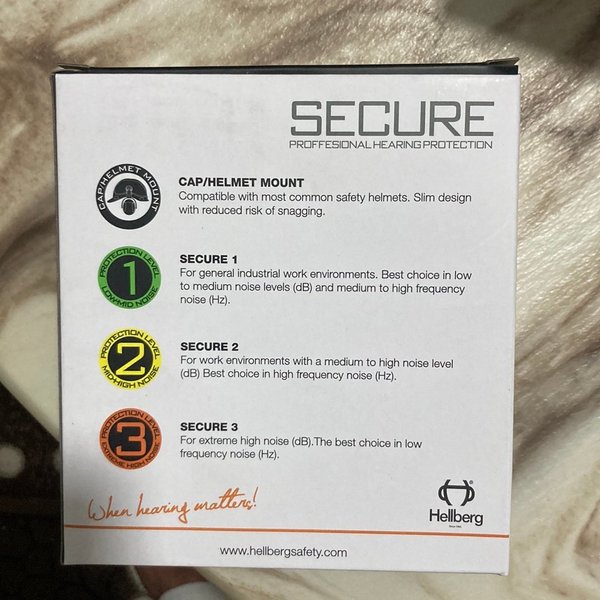 SECURE
PROFFESIONAL HEARING PROTECTION
CAP/HELMET MOUNT
CAP/HELMET MOUNT
Compatible with most common safety helmets. Slim design
with reduced risk of snagging.
PROTECTION LEVEL
1
LOW-MID NOISE
SECURE 1
For general industrial work environments. Best choice in low
to medium noise levels (dB) and medium to high frequency
noise (Hz).
PROTECTION LEVEL
2
MID-HIGH NOISE
SECURE 2
For work environments with a medium to high noise level
(dB) Best choice in high frequency noise (Hz).
PROTECTION LEVEL
3
EXTREME HIGH NOISE
SECURE 3
For extreme high noise (dB).The best choice in low
frequency noise (Hz).
When hearing matters!
Hellberg
www.hellbergsafety.com